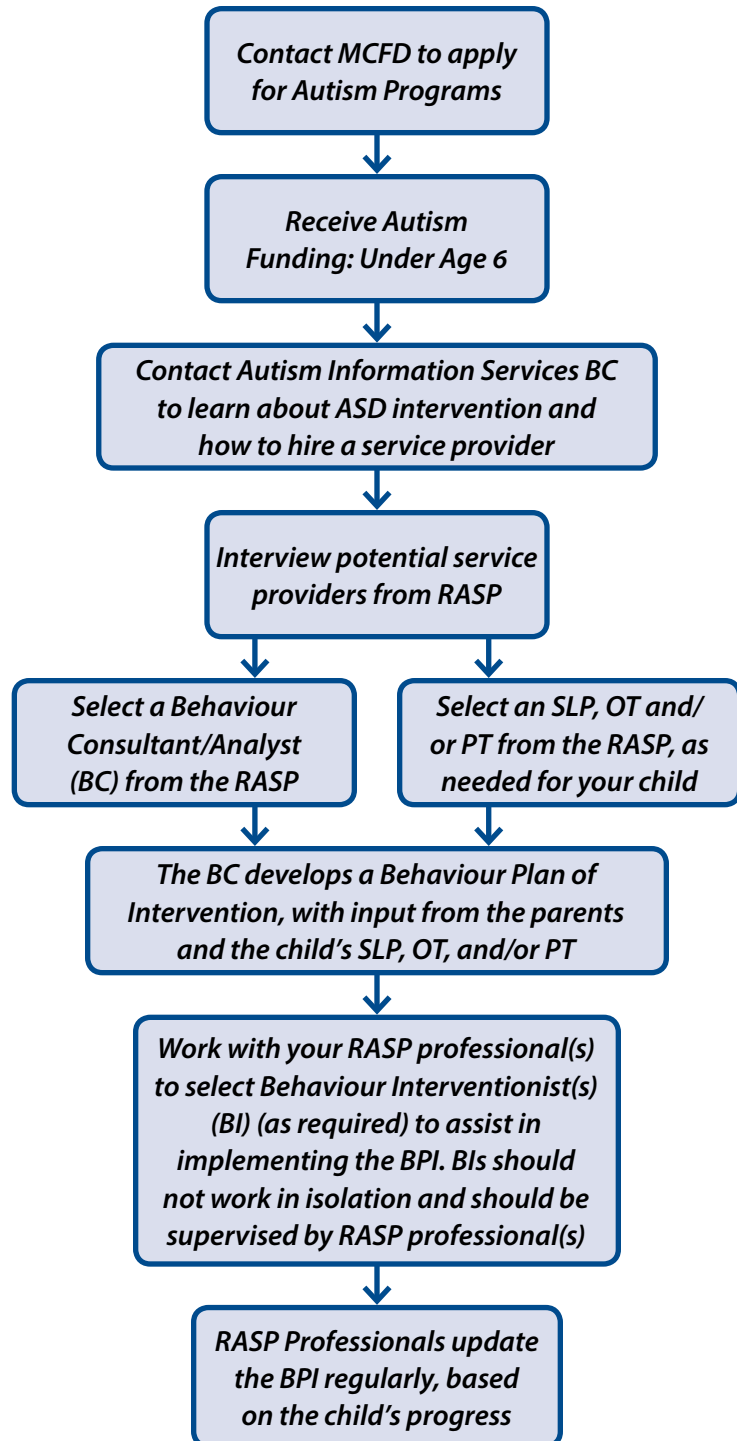 Contact MCFD to apply
for Autism Programs
Receive Autism
Funding: Under Age 6
Contact Autism Information Services BC
to learn about ASD intervention and
how to hire a service provider
Interview potential service
providers from RASP
Select a Behaviour
Consultant/Analyst
(BC) from the RASP
Select an SLP, OT and/
or PT from the RASP, as
needed for your child
The BC develops a Behaviour Plan of
Intervention, with input from the parents
and the child’s SLP, OT, and/or PT
Work with your RASP professional(s)
to select Behaviour Interventionist(s)
(BI) (as required) to assist in
implementing the BPI. BIs should
not work in isolation and should be
supervised by RASP professional(s)
RASP Professionals update
the BPI regularly, based
on the child’s progress